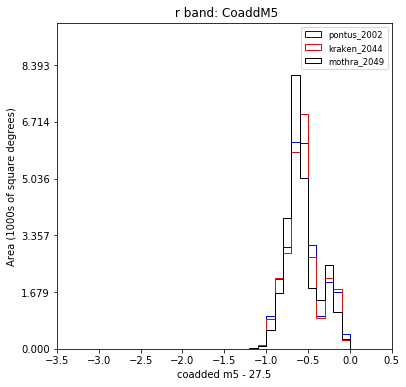 r band: CoaddM5
pontus_2002
kraken_2044
mothra_2049
Area (1000s of square degrees)
8.393
6.714
5.036
3.357
1.679
0.000
−3.5 −3.0 −2.5 −2.0 −1.5 −1.0 −0.5 0.0 0.5
coadded m5 - 27.5